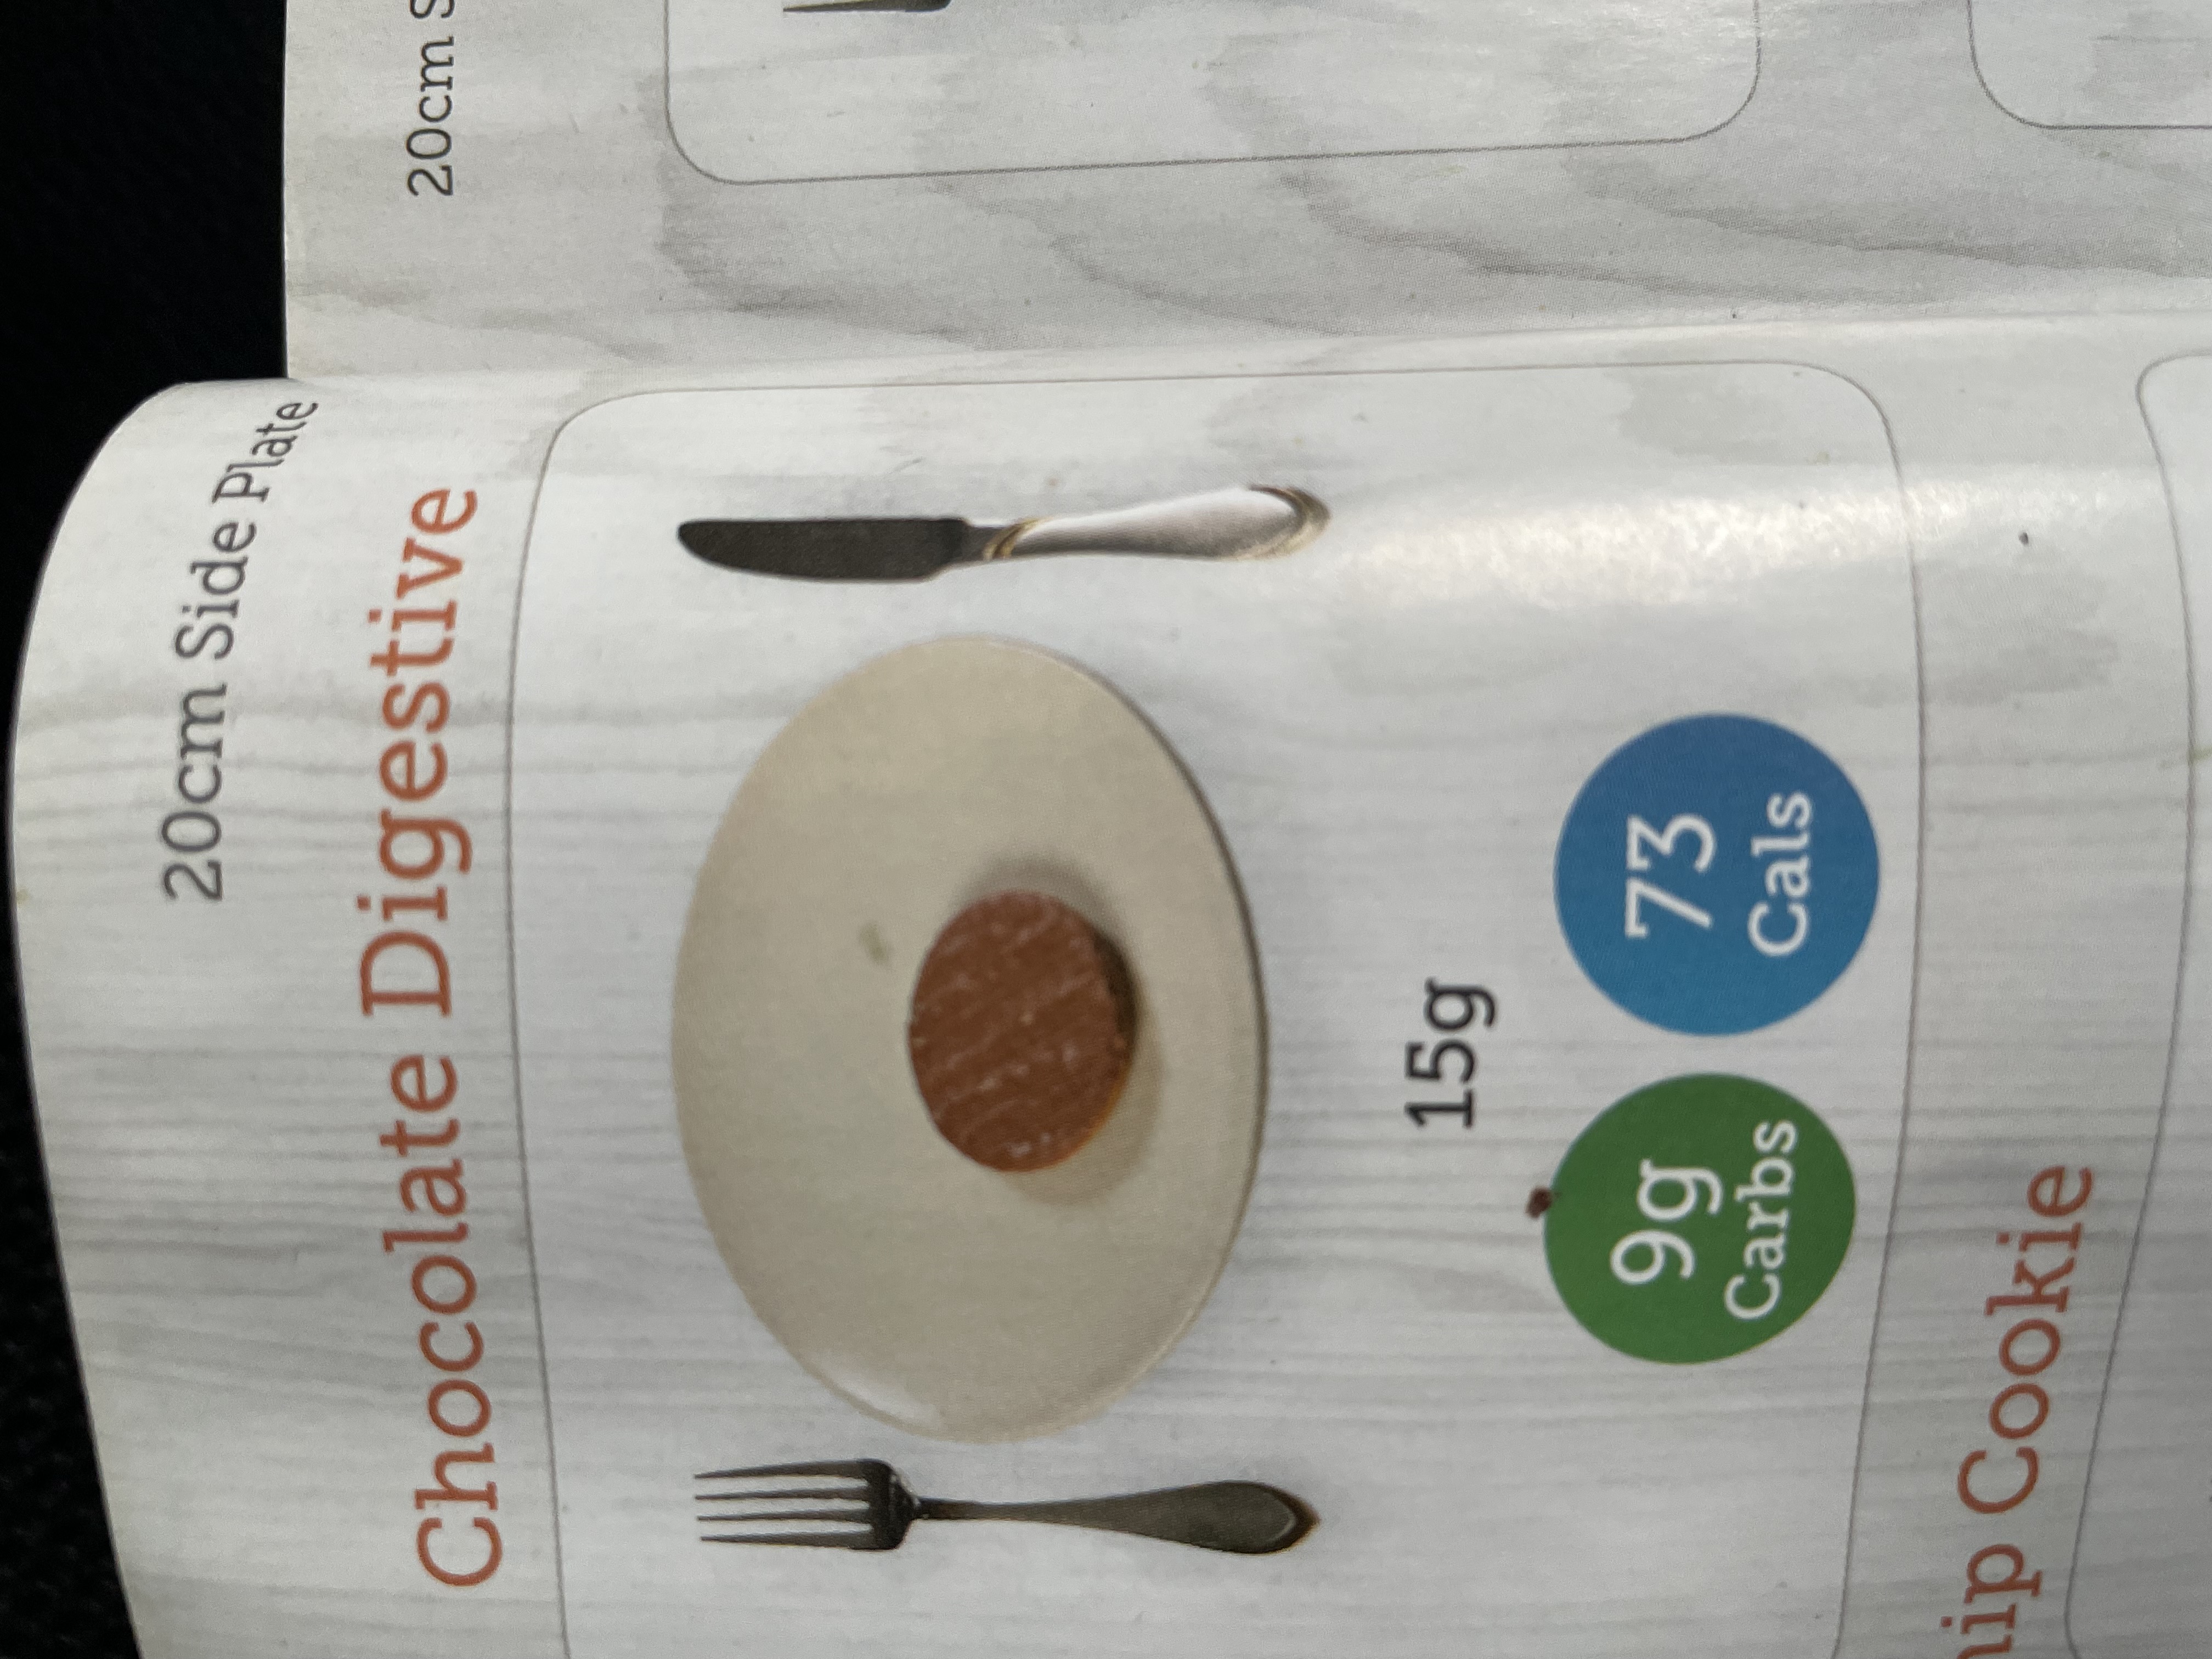 20cm Side Plate
Chocolate Digestive
15g
9g
Carbs
73
Cals
Cookie
20cm